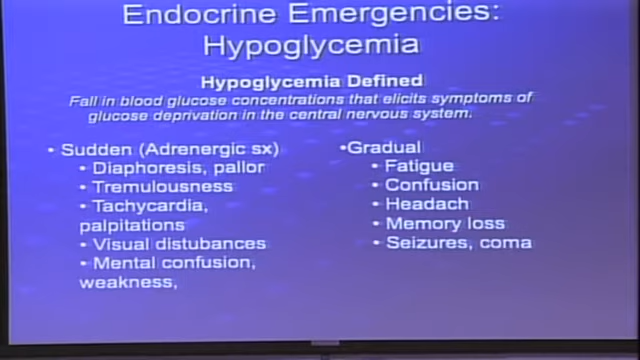 Endocrine Emergencies:
Hypoglycemia
Hypoglycemia Defined
Fall in blood glucose concentrations that elicits symptoms of
glucose deprivation in the central nervous system.
• Sudden (Adrenergic sx)
• Diaphoresis, pallor
• Tremulousness
• Tachycardia,
palpitations
• Visual distubances
• Mental confusion,
weakness,
•Gradual
• Fatigue
• Confusion
• Headach
• Memory loss
• Seizures, coma